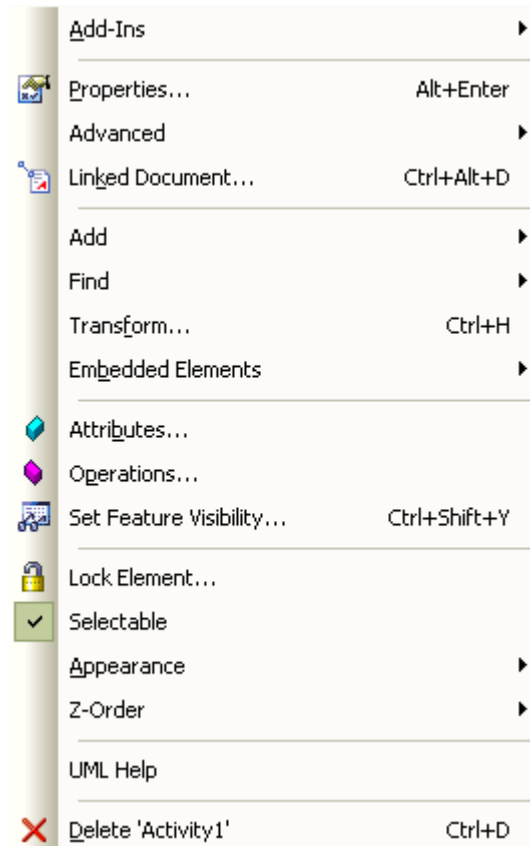 Add-Ins
Properties... Alt+Enter
Advanced
Linked Document... Ctrl+Alt+D
Add
Find
Transform... Ctrl+H
Embedded Elements
Attributes...
Operations...
Set Feature Visibility... Ctrl+Shift+Y
Lock Element...
Selectable
Appearance
Z-Order
UML Help
Delete 'Activity1' Ctrl+D